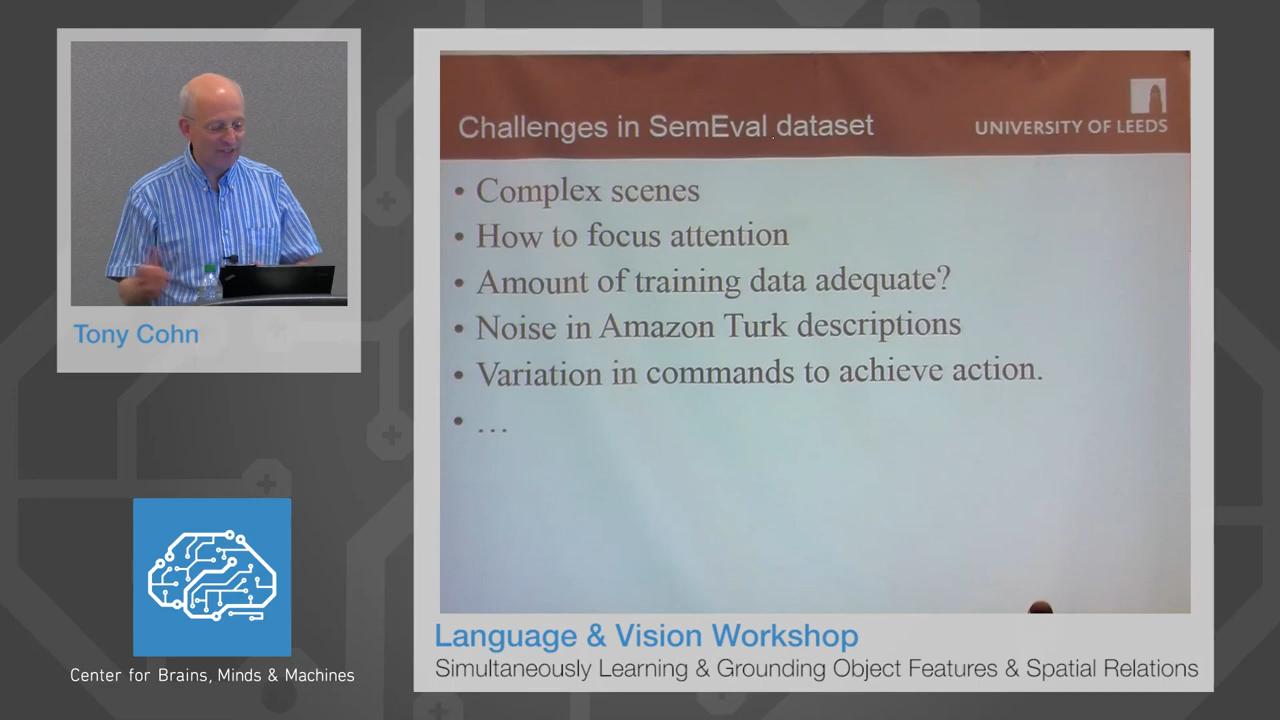 Challenges in SemEval dataset
UNIVERSITY OF LEEDS
• Complex scenes
• How to focus attention
• Amount of training data adequate?
• Noise in Amazon Turk descriptions
• Variation in commands to achieve action.
• ...
Tony Cohn
Center for Brains, Minds & Machines
Language & Vision Workshop
Simultaneously Learning & Grounding Object Features & Spatial Relations